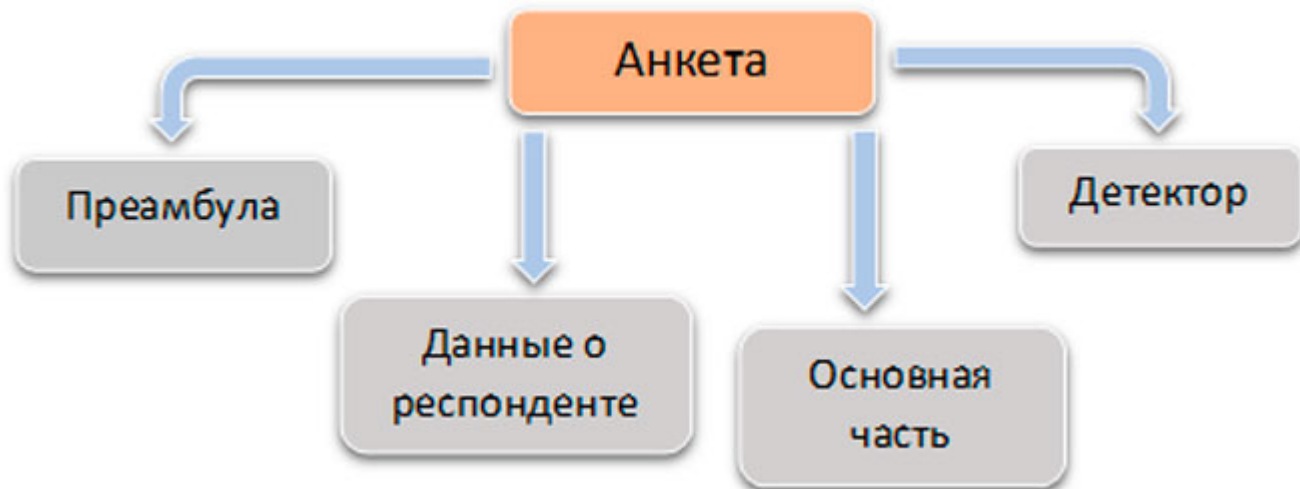 Анкета
Преамбула
Данные о
респонденте
Основная
часть
Детектор